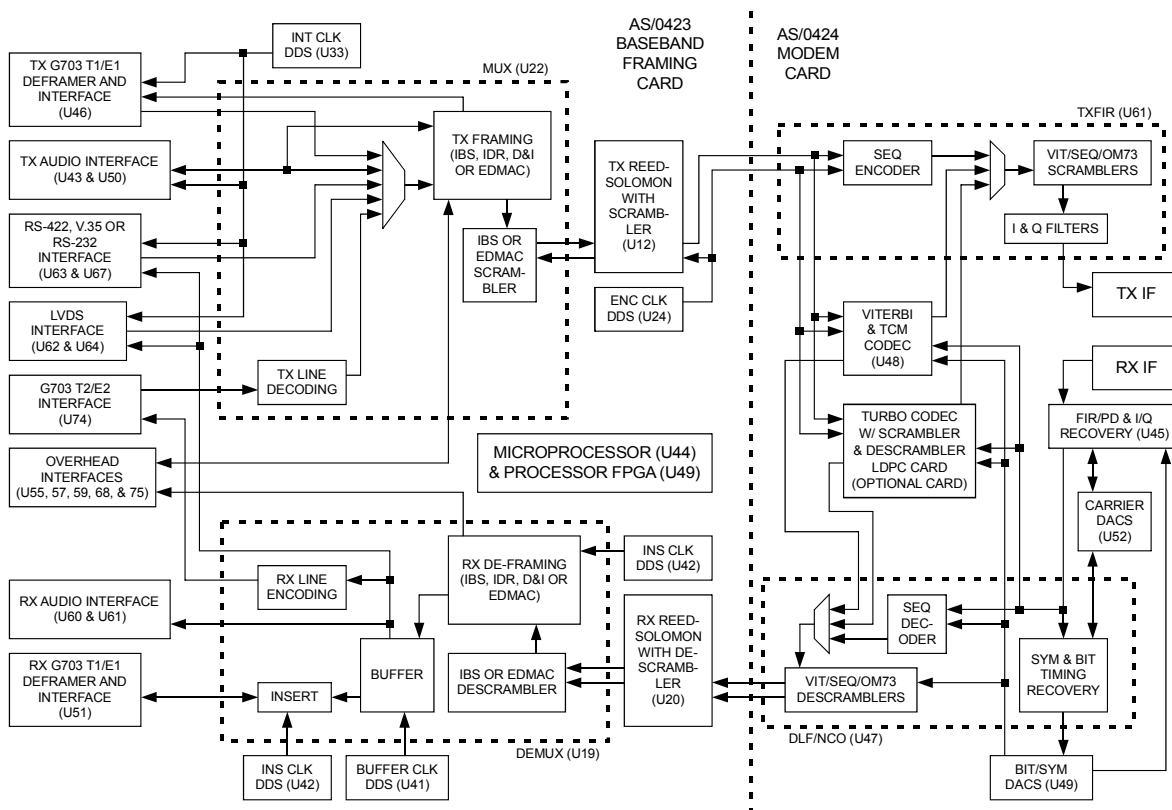 INT CLK
DDS (U33)
AS/0423
BASEBAND
FRAMING
CARD
AS/0424
MODEM
CARD
TX G703 T1/E1
DEFRAMER AND
INTERFACE
(U46)
MUX (U22)
TXFIR (U61)
TX AUDIO INTERFACE
(U43 & U50)
TX FRAMING
(IBS, IDR, D&I
OR EDMAC)
TX REED-
SOLOMON
WITH
SCRAMB-
LER
(U12)
SEQ
ENCODER
VIT/SEQ/OM73
SCRAMBLERS
I & Q FILTERS
RS-422, V.35 OR
RS-232
INTERFACE
(U63 & U67)
IBS OR
EDMAC
SCRAM-
BLER
ENC CLK
DDS (U24)
TX IF
LVDS
INTERFACE
(U62 & U64)
VITERBI
& TCM
CODEC
(U48)
RX IF
TX LINE
DECODING
G703 T2/E2
INTERFACE
(U74)
TURBO CODEC
W/ SCRAMBLER
& DESCRAMBLER
LDPC CARD
(OPTIONAL CARD)
FIR/PD & I/Q
RECOVERY (U45)
MICROPROCESSOR (U44)
& PROCESSOR FPGA (U49)
OVERHEAD
INTERFACES
(U55, 57, 59, 68, & 75)
CARRIER
DACS
(U52)
RX DE-FRAMING
(IBS, IDR, D&I OR
EDMAC)
INS CLK
DDS (U42)
RX LINE
ENCODING
RX AUDIO INTERFACE
(U60 & U61)
RX REED-
SOLOMON
WITH DE-
SCRAMB-
LER
(U20)
SEQ
DEC-
ODER
SYM & BIT
TIMING
RECOVERY
RX G703 T1/E1
DEFRAMER AND
INTERFACE
(U51)
INSERT
BUFFER
IBS OR EDMAC
DESCRAMBLER
VIT/SEQ/OM73
DESCRAMBLERS
DEMUX (U19)
DLF/NCO (U47)
INS CLK
DDS (U42)
BUFFER CLK
DDS (U41)
BIT/SYM
DACS (U49)